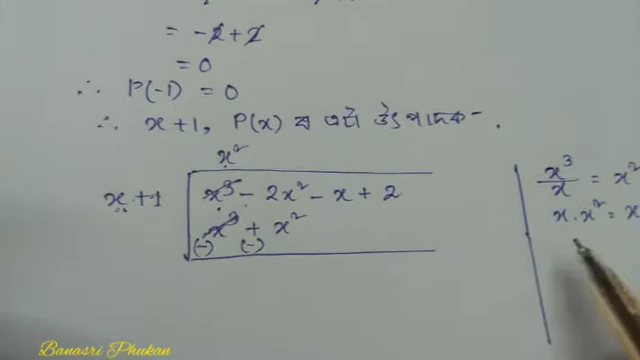 = -2 + 2
= 0
∴ P(-1) = 0
∴ x+1, P(x) ৰ এটা উৎপাদক.
x²
x+1 x³ - 2x² - x + 2
x³ + x²
(-) (-)
x³/x = x²
x·x² = x
Banasri Phukan